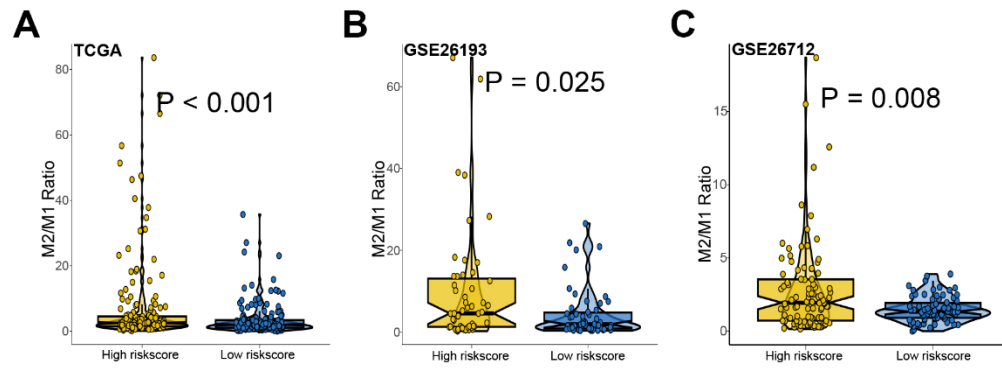 A
TCGA
P < 0.001
M2/M1 Ratio
80
60
40
20
0
High riskscore
Low riskscore
B
GSE26193
P = 0.025
M2/M1 Ratio
60
40
20
0
High riskscore
Low riskscore
C
GSE26712
P = 0.008
M2/M1 Ratio
15
10
5
0
High riskscore
Low riskscore